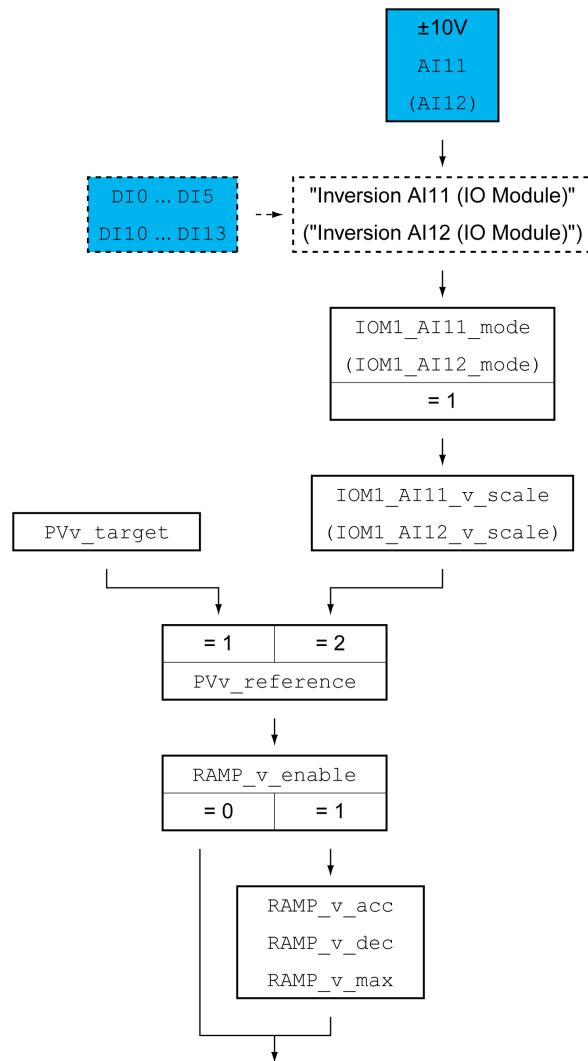 ±10V
AI11
(AI12)
DI0 ... DI5
DI10 ... DI13
"Inversion AI11 (IO Module)"
("Inversion AI12 (IO Module)")
IOM1_AI11_mode
(IOM1_AI12_mode)
= 1
IOM1_AI11_v_scale
(IOM1_AI12_v_scale)
PVv_target
= 1 = 2
PVv_reference
RAMP_v_enable
= 0 = 1
RAMP_v_acc
RAMP_v_dec
RAMP_v_max